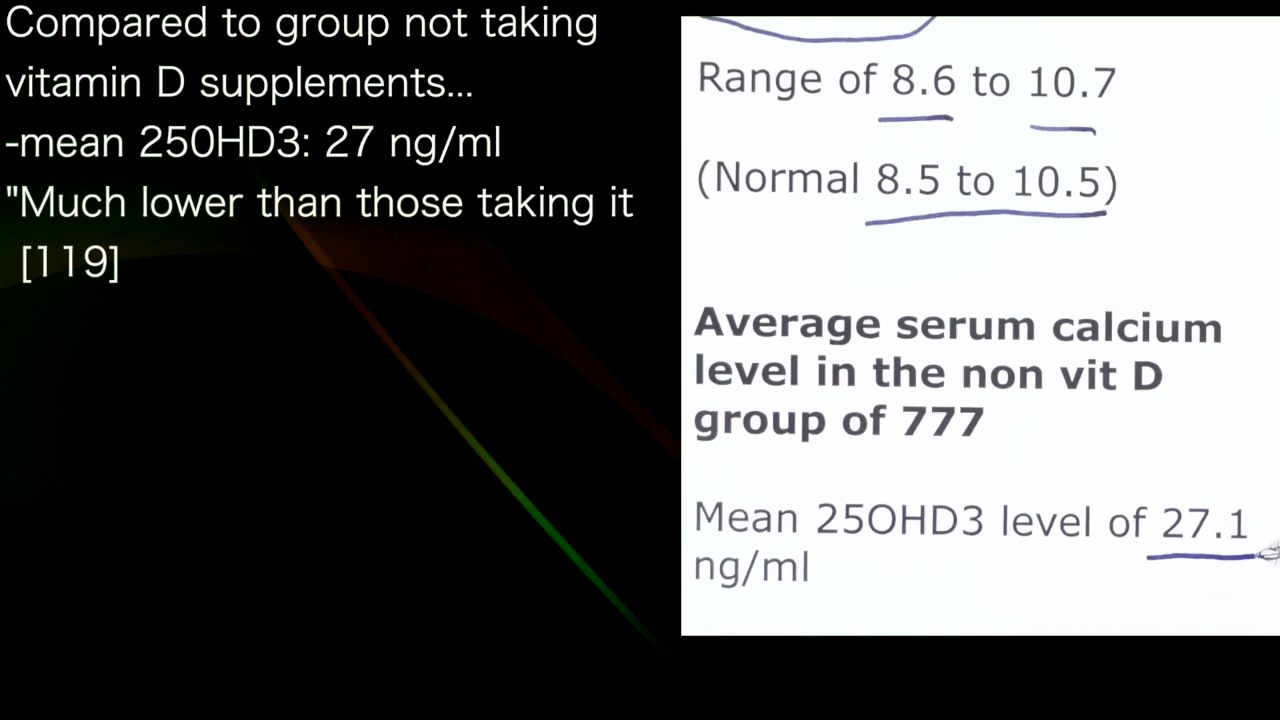 Compared to group not taking
vitamin D supplements...
-mean 25OHD3: 27 ng/ml
"Much lower than those taking it
[119]
Range of 8.6 to 10.7
(Normal 8.5 to 10.5)
Average serum calcium
level in the non vit D
group of 777
Mean 25OHD3 level of 27.1
ng/ml